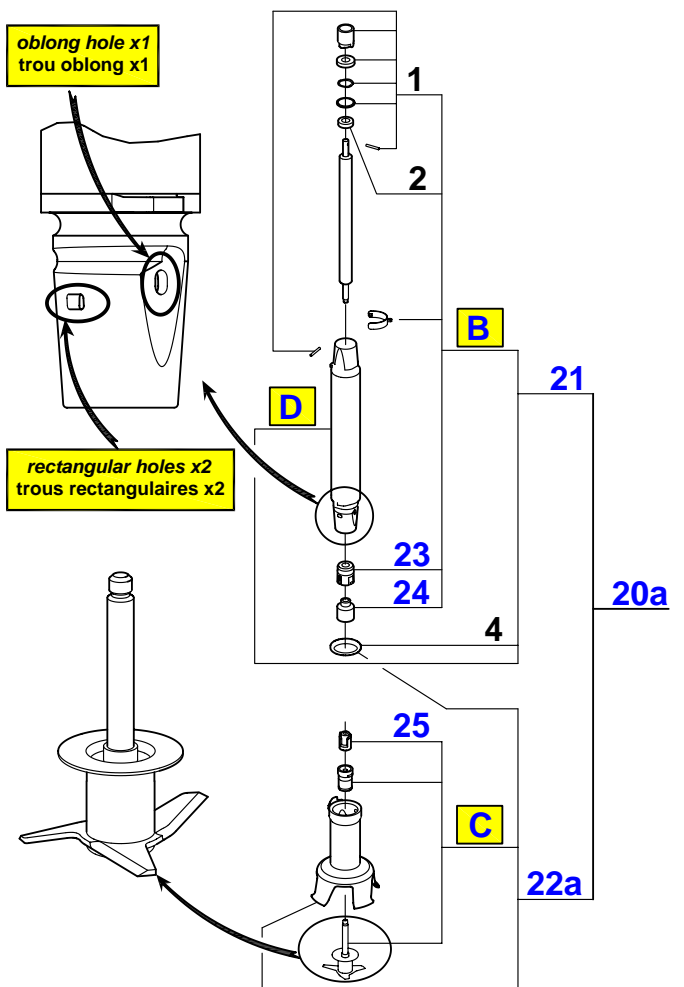 oblong hole x1
trou oblong x1
1
2
B
21
D
rectangular holes x2
trous rectangulaires x2
23
24
20a
4
25
C
22a